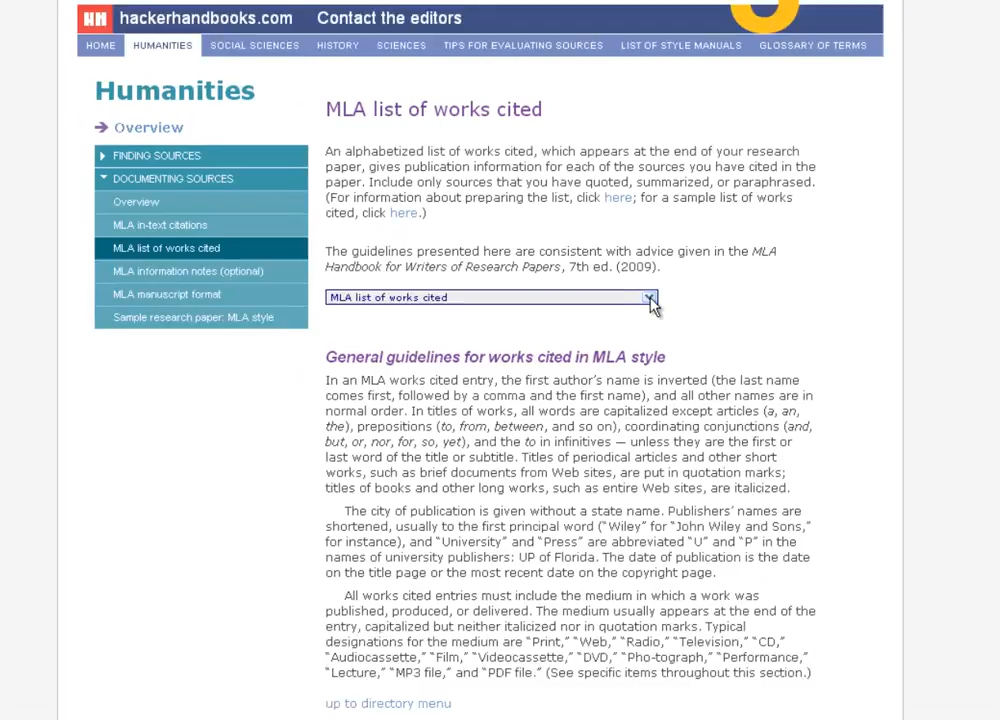 HH hackerhandbooks.com Contact the editors
HOME HUMANITIES SOCIAL SCIENCES HISTORY SCIENCES TIPS FOR EVALUATING SOURCES LIST OF STYLE MANUALS GLOSSARY OF TERMS
Humanities
Overview
FINDING SOURCES
DOCUMENTING SOURCES
Overview
MLA in-text citations
MLA list of works cited
MLA information notes (optional)
MLA manuscript format
Sample research paper: MLA style
MLA list of works cited
An alphabetized list of works cited, which appears at the end of your research
paper, gives publication information for each of the sources you have cited in the
paper. Include only sources that you have quoted, summarized, or paraphrased.
(For information about preparing the list, click here; for a sample list of works
cited, click here.)
The guidelines presented here are consistent with advice given in the MLA
Handbook for Writers of Research Papers, 7th ed. (2009).
MLA list of works cited
General guidelines for works cited in MLA style
In an MLA works cited entry, the first author's name is inverted (the last name
comes first, followed by a comma and the first name), and all other names are in
normal order. In titles of works, all words are capitalized except articles (a, an,
the), prepositions (to, from, between, and so on), coordinating conjunctions (and,
but, or, nor, for, so, yet), and the to in infinitives — unless they are the first or
last word of the title or subtitle. Titles of periodical articles and other short
works, such as brief documents from Web sites, are put in quotation marks;
titles of books and other long works, such as entire Web sites, are italicized.
The city of publication is given without a state name. Publishers' names are
shortened, usually to the first principal word ("Wiley" for "John Wiley and Sons,"
for instance), and "University" and "Press" are abbreviated "U" and "P" in the
names of university publishers: UP of Florida. The date of publication is the date
on the title page or the most recent date on the copyright page.
All works cited entries must include the medium in which a work was
published, produced, or delivered. The medium usually appears at the end of the
entry, capitalized but neither italicized nor in quotation marks. Typical
designations for the medium are "Print," "Web," "Radio," "Television," "CD,"
"Audiocassette," "Film," "Videocassette," "DVD," "Pho-tograph," "Performance,"
"Lecture," "MP3 file," and "PDF file." (See specific items throughout this section.)
up to directory menu